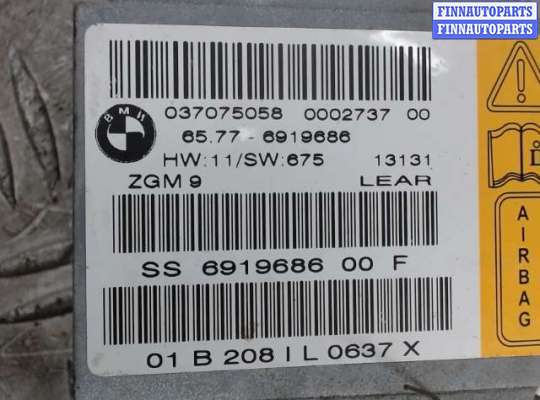 FINNAUTOPARTS
FINNAUTOPARTS
BMW
037075058 0002737 00
65.77-6919686
HW:11/SW:675 13131
ZGM 9 LEAR
SS 6919686 00 F
01 B 208 I L 0637 X
AIRBAG